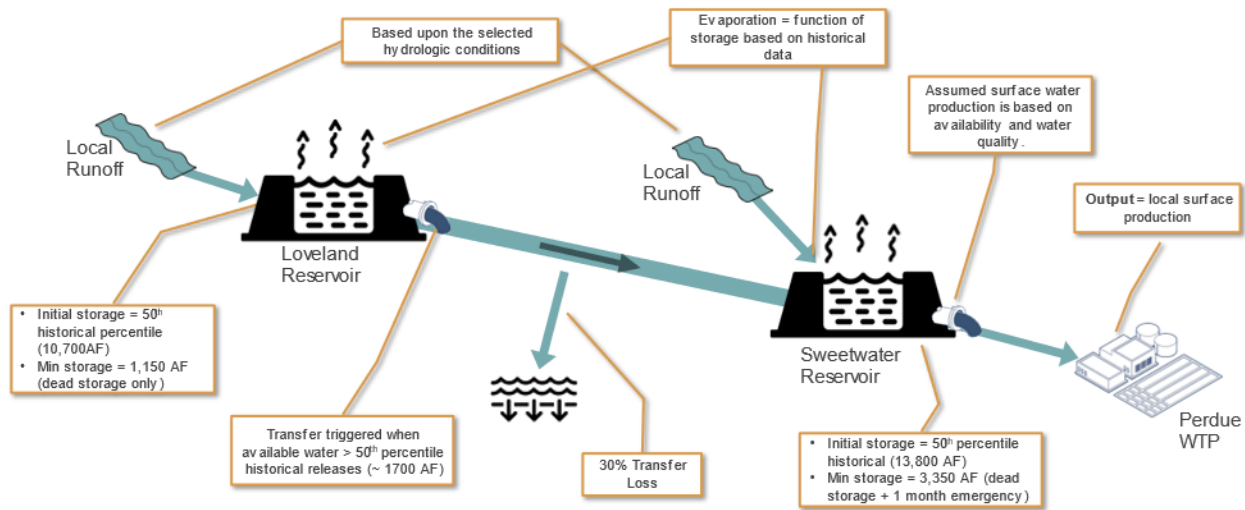 Based upon the selected
hydrologic conditions
Evaporation = function of
storage based on historical
data
Assumed surface water
production is based on
availability and water
quality.
Local
Runoff
Local
Runoff
Output = local surface
production
Loveland
Reservoir
• Initial storage = 50th
historical percentile
(10,700AF)
• Min storage = 1,150 AF
(dead storage only)
Transfer triggered when
available water > 50th percentile
historical releases (~ 1700 AF)
30% Transfer
Loss
Sweetwater
Reservoir
• Initial storage = 50th percentile
historical (13,800 AF)
• Min storage = 3,350 AF (dead
storage + 1 month emergency)
Perdue
WTP